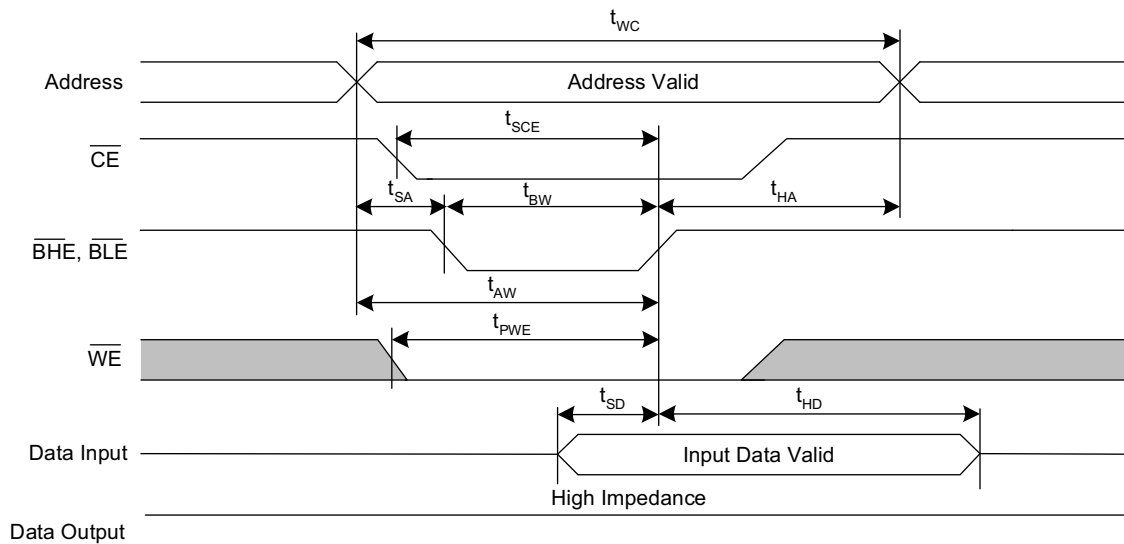 tWC
Address
Address Valid
tSCE
CE
tSA
tBW
tHA
BHE, BLE
tAW
tPWE
WE
tSD
tHD
Data Input
Input Data Valid
High Impedance
Data Output